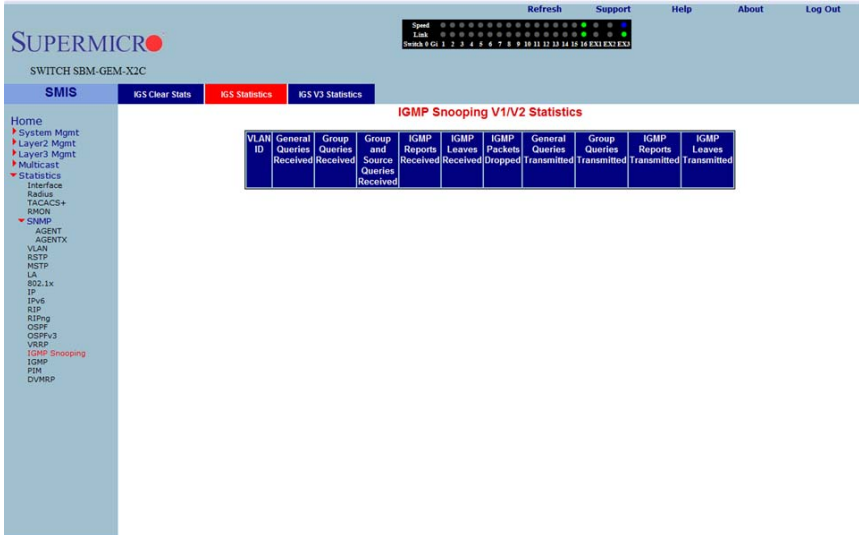 Refresh Support Help About Log Out
SUPERMICR
SWITCH SBM-GEM-X2C
Speed
Link
Switch 0 Gi 1 2 3 4 5 6 7 8 9 10 11 12 13 14 15 16 EX1 EX2 EX3
SMIS
IGS Clear Stats IGS Statistics IGS V3 Statistics
Home
System Mgmt
Layer2 Mgmt
Layer3 Mgmt
Multicast
Statistics
Interface
Radius
TACACS+
RMON
SNMP
AGENT
AGENTX
VLAN
RSTP
MSTP
LA
802.1x
IP
IPv6
RIP
RIPng
OSPF
OSPFv3
VRRP
IGMP Snooping
IGMP
PIM
DVMRP
IGMP Snooping V1/V2 Statistics
VLAN General Group Group IGMP IGMP IGMP General Group IGMP IGMP
ID Queries Queries and Reports Leaves Packets Queries Queries Reports Leaves
Received Received Source Received Received Dropped Transmitted Transmitted Transmitted Transmitted
Queries
Received